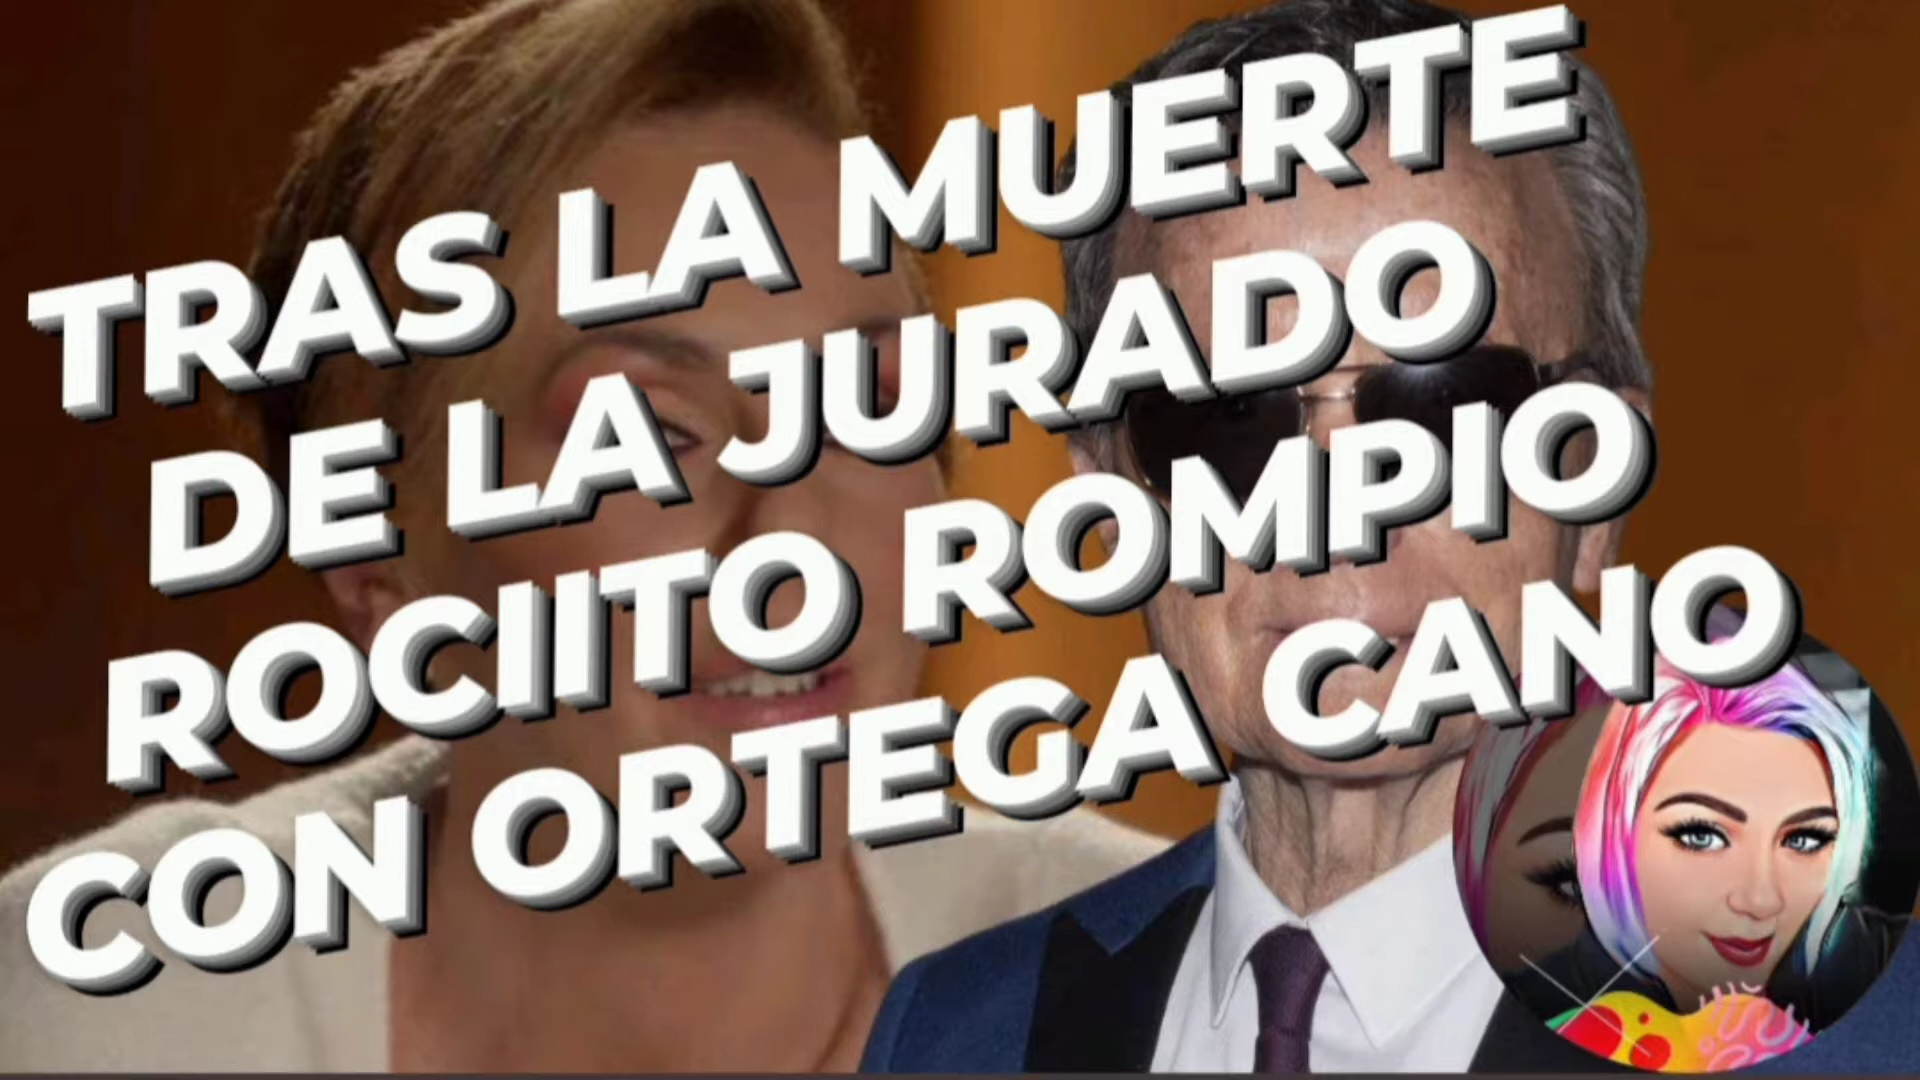 TRAS LA MUERTE
DE LA JURADO
ROCIITO ROMPIO
CON ORTEGA CANO